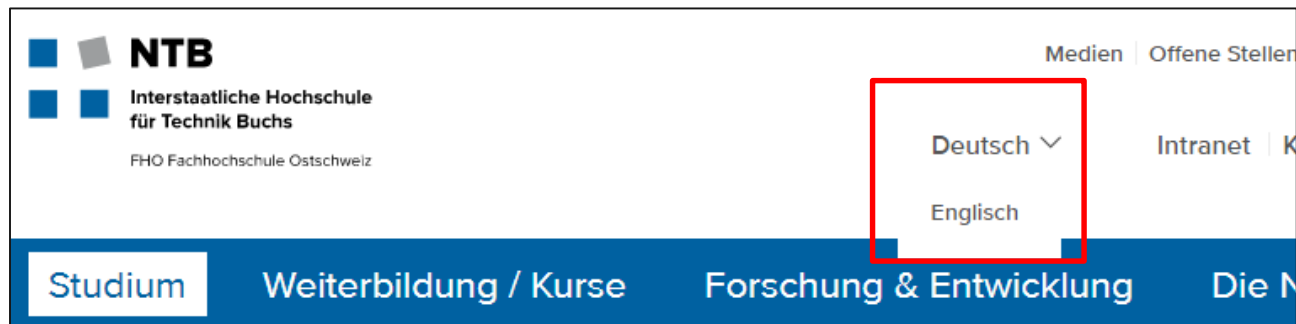 NTB
Interstaatliche Hochschule
für Technik Buchs
FHO Fachhochschule Ostschweiz
Medien
Offene Stellen
Deutsch
Intranet
K
Englisch
Studium
Weiterbildung / Kurse
Forschung & Entwicklung
Die N